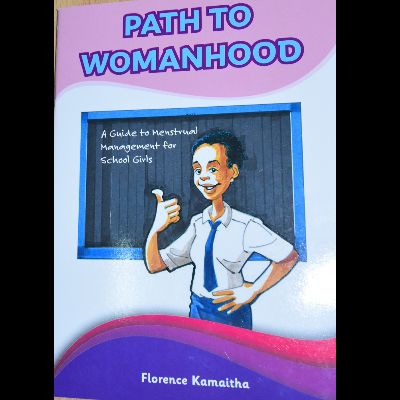 PATH TO
WOMANHOOD
A Guide to Menstrual
Management for
School Girls
Florence Kamaitha